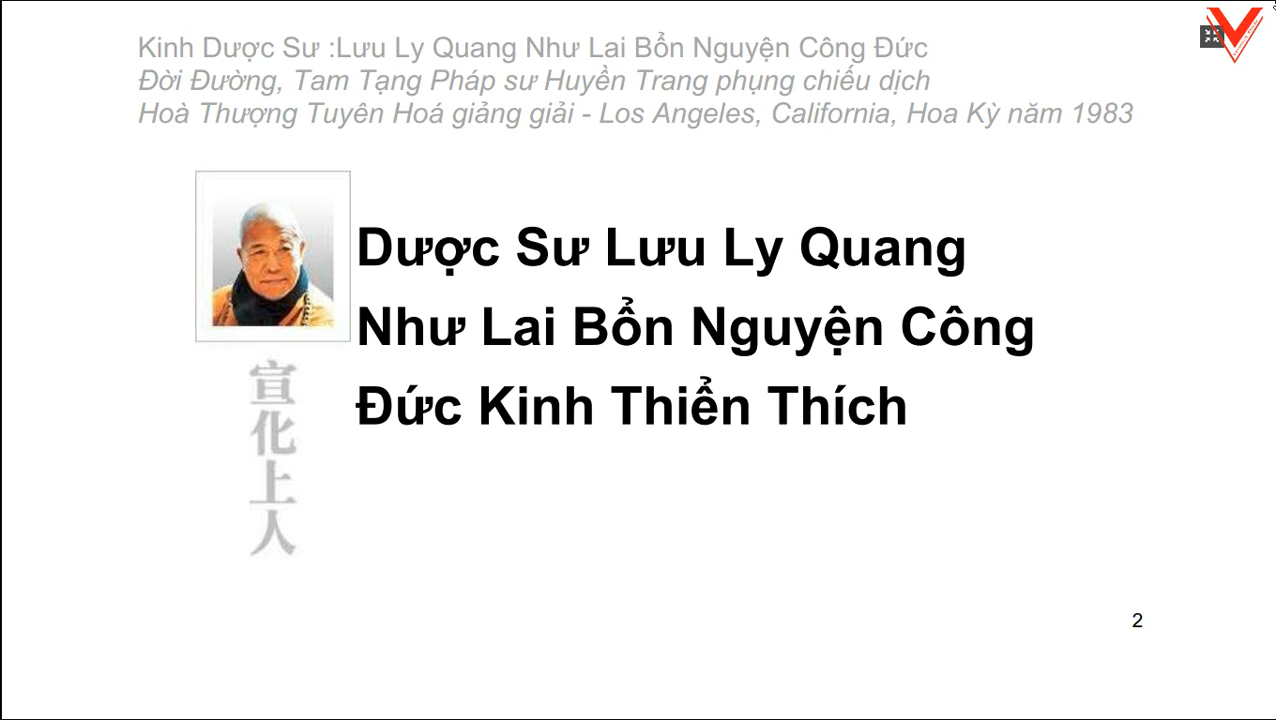 Kinh Dược Sư :Lưu Ly Quang Như Lai Bổn Nguyện Công Đức
Đời Đường, Tam Tạng Pháp sư Huyền Trang phụng chiếu dịch
Hoà Thượng Tuyên Hoá giảng giải - Los Angeles, California, Hoa Kỳ năm 1983
Dược Sư Lưu Ly Quang
Như Lai Bổn Nguyện Công
Đức Kinh Thiển Thích
宣化上人
2